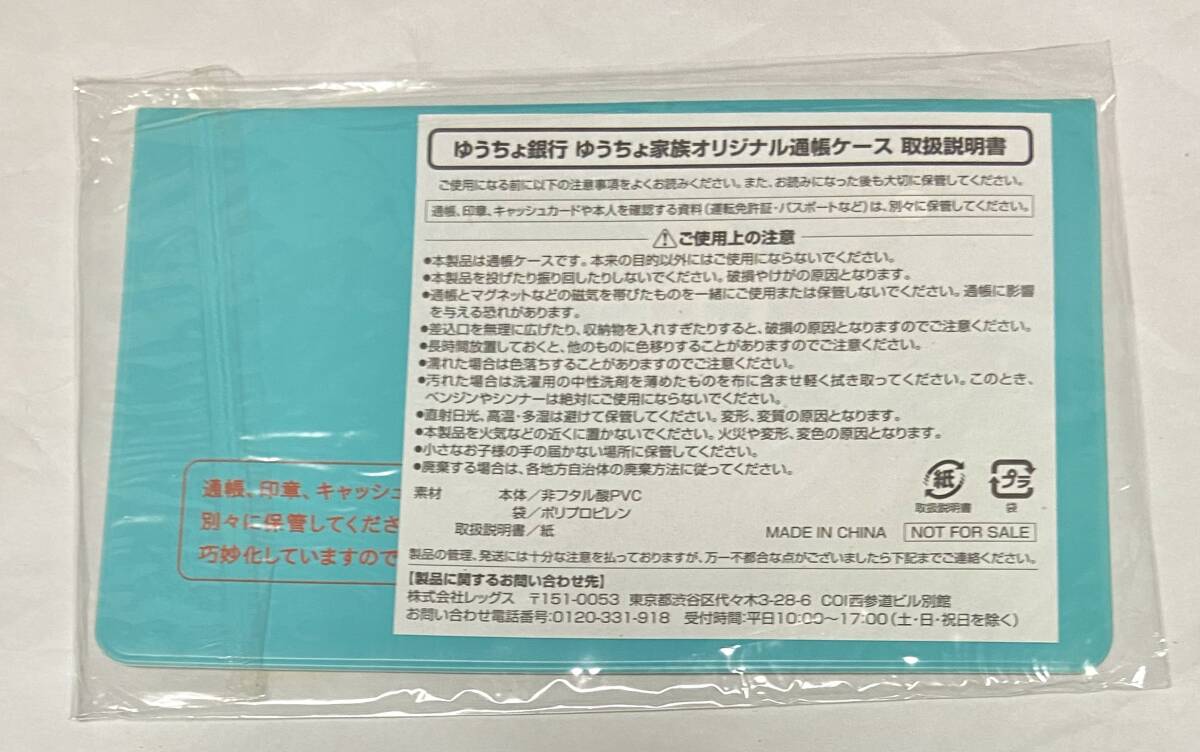 ゆうちょ銀行 ゆうちょ家族オリジナル通帳ケース 取扱説明書
ご使用になる前に以下の注意事項をよくお読みください。また、お読みになった後も大切に保管してください。
通帳、印章、キャッシュカードや本人を確認する資料(運転免許証・パスポートなど)は、別々に保管してください。
ご使用上の注意
●本製品は通帳ケースです。本来の目的以外にはご使用にならないでください。
●本製品を投げたり振り回したりしないでください。破損やけがの原因となります。
●通帳とマグネットなどの磁気を帯びたものを一緒にご使用または保管しないでください。通帳に影響
を与える恐れがあります。
●差込口を無理に広げたり、収納物を入れすぎたりすると、破損の原因となりますのでご注意ください。
●長時間放置しておくと、他のものに色移りすることがありますのでご注意ください。
●濡れた場合は色落ちすることがありますのでご注意ください。
●汚れた場合は洗濯用の中性洗剤を薄めたものを布に含ませ軽く拭き取ってください。このとき、
ベンジンやシンナーは絶対にご使用にならないでください。
●直射日光、高温・多湿は避けて保管してください。変形、変質の原因となります。
●本製品を火気などの近くに置かないでください。火災や変形、変色の原因となります。
●小さなお子様の手の届かない場所に保管してください。
●廃棄する場合は、各地方自治体の廃棄方法に従ってください。
素材 本体/非フタル酸PVC
袋/ポリプロピレン
取扱説明書/紙
紙
取扱説明書
プラ
袋
MADE IN CHINA NOT FOR SALE
製品の管理、発送には十分な注意を払っておりますが、万一不都合な点がございましたら下記までご連絡ください。
【製品に関するお問い合わせ先】
株式会社レッグス 〒151-0053 東京都渋谷区代々木3-28-6 COI西参道ビル別館
お問い合わせ電話番号:0120-331-918 受付時間:平日10:00〜17:00(土・日・祝日を除く)
通帳、印章、キャッシュ
別々に保管してくださ
巧妙化していますので